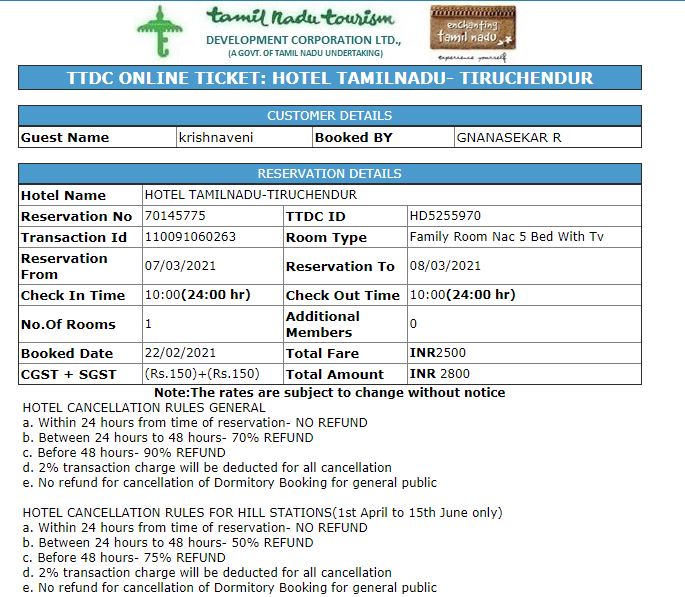 tamil nadu tourism
DEVELOPMENT CORPORATION LTD.,
(A GOVT. OF TAMIL NADU UNDERTAKING)
enchanting
tamil nadu
experience yourself
TTDC ONLINE TICKET: HOTEL TAMILNADU- TIRUCHENDUR
CUSTOMER DETAILS
Guest Name krishnaveni Booked BY GNANASEKAR R
RESERVATION DETAILS
Hotel Name HOTEL TAMILNADU-TIRUCHENDUR
Reservation No 70145775 TTDC ID HD5255970
Transaction Id 110091060263 Room Type Family Room Nac 5 Bed With Tv
Reservation
From 07/03/2021 Reservation To 08/03/2021
Check In Time 10:00(24:00 hr) Check Out Time 10:00(24:00 hr)
No.Of Rooms 1 Additional
Members 0
Booked Date 22/02/2021 Total Fare INR2500
CGST + SGST (Rs.150)+(Rs.150) Total Amount INR 2800
Note:The rates are subject to change without notice
HOTEL CANCELLATION RULES GENERAL
a. Within 24 hours from time of reservation- NO REFUND
b. Between 24 hours to 48 hours- 70% REFUND
c. Before 48 hours- 90% REFUND
d. 2% transaction charge will be deducted for all cancellation
e. No refund for cancellation of Dormitory Booking for general public
HOTEL CANCELLATION RULES FOR HILL STATIONS(1st April to 15th June only)
a. Within 24 hours from time of reservation- NO REFUND
b. Between 24 hours to 48 hours- 50% REFUND
c. Before 48 hours- 75% REFUND
d. 2% transaction charge will be deducted for all cancellation
e. No refund for cancellation of Dormitory Booking for general public